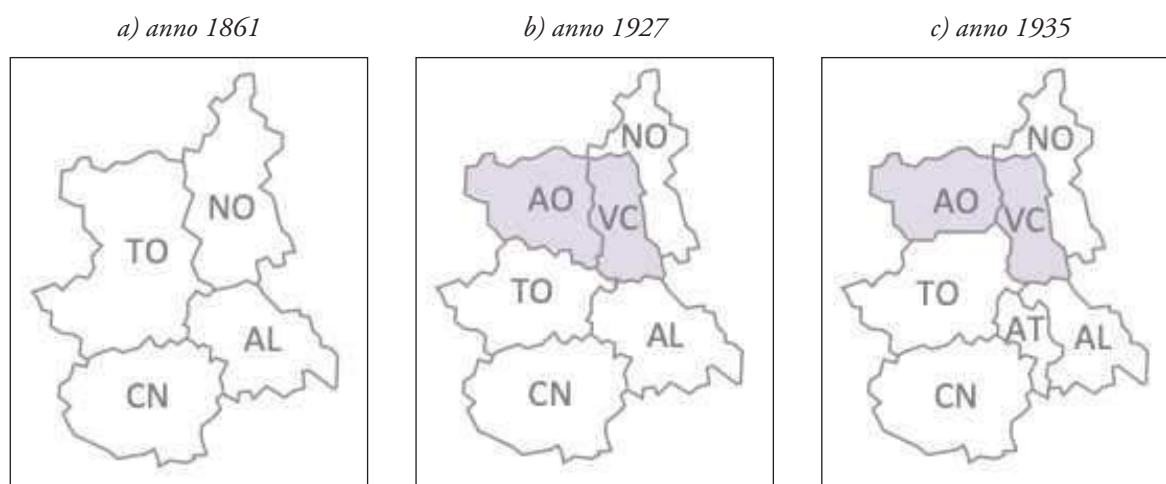 a) anno 1861
NO
TO
AL
CN
b) anno 1927
NO
AO
VC
TO
AL
CN
c) anno 1935
NO
AO
VC
TO
AT
AL
CN